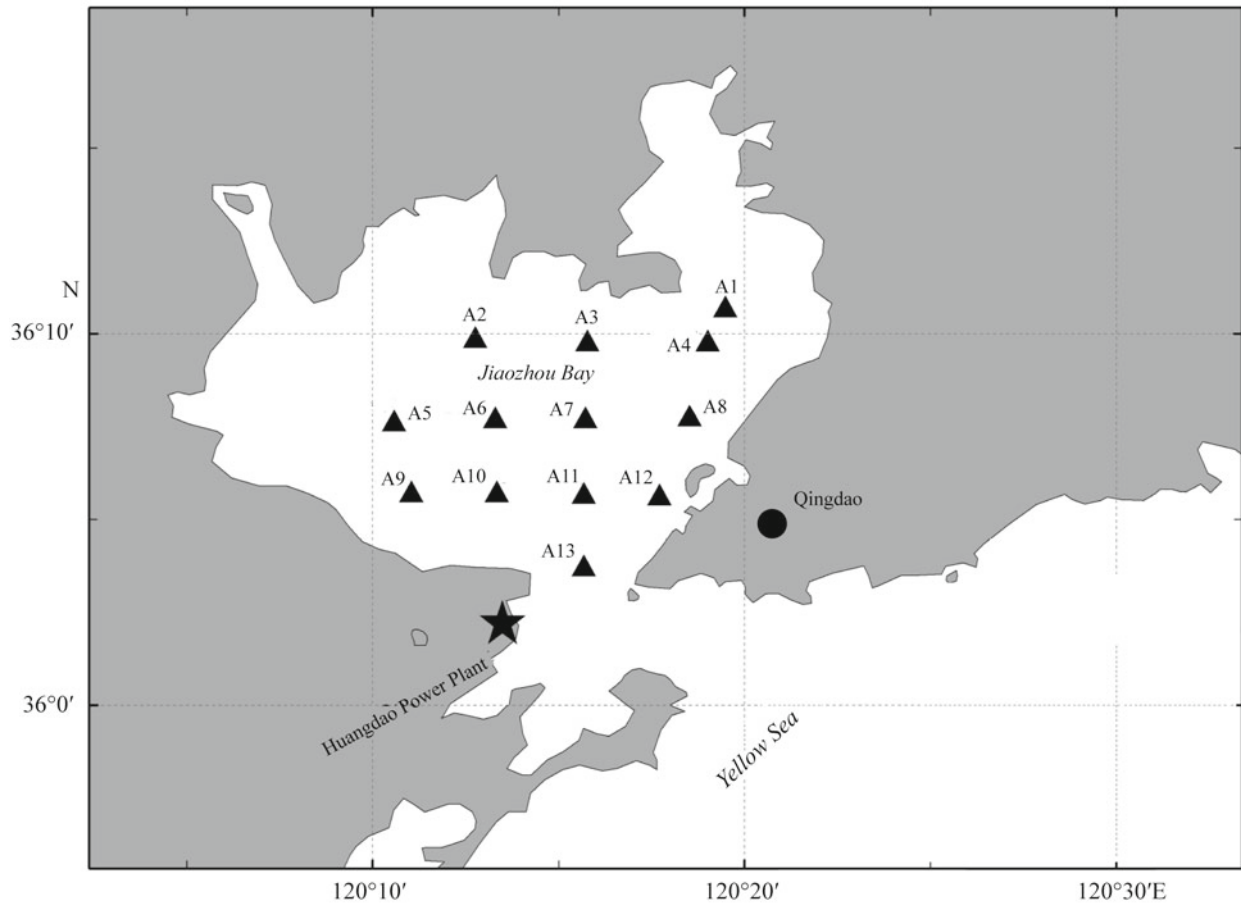 N
A1
36°10′
A2
A3
A4
Jiaozhou Bay
A5
A6
A7
A8
A9
A10
A11
A12
Qingdao
A13
Huangdao Power Plant
36°0′
Yellow Sea
120°10′
120°20′
120°30′E